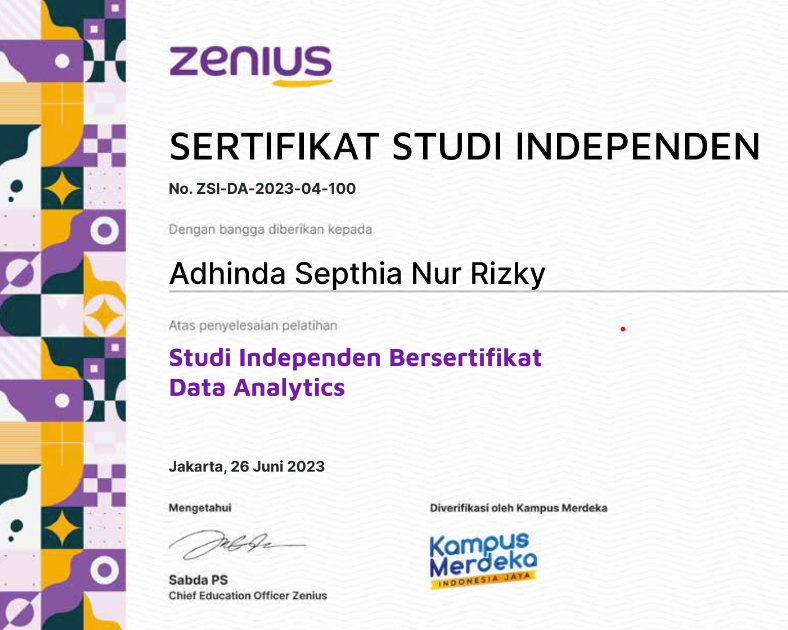 zenius
SERTIFIKAT STUDI INDEPENDEN
No. ZSI-DA-2023-04-100
Dengan bangga diberikan kepada
Adhinda Septhia Nur Rizky
Atas penyelesaian pelatihan
Studi Independen Bersertifikat
Data Analytics
Jakarta, 26 Juni 2023
Mengetahui
Sabda PS
Chief Education Officer Zenius
Diverifikasi oleh Kampus Merdeka
Kampus
Merdeka
INDONESIA JAYA